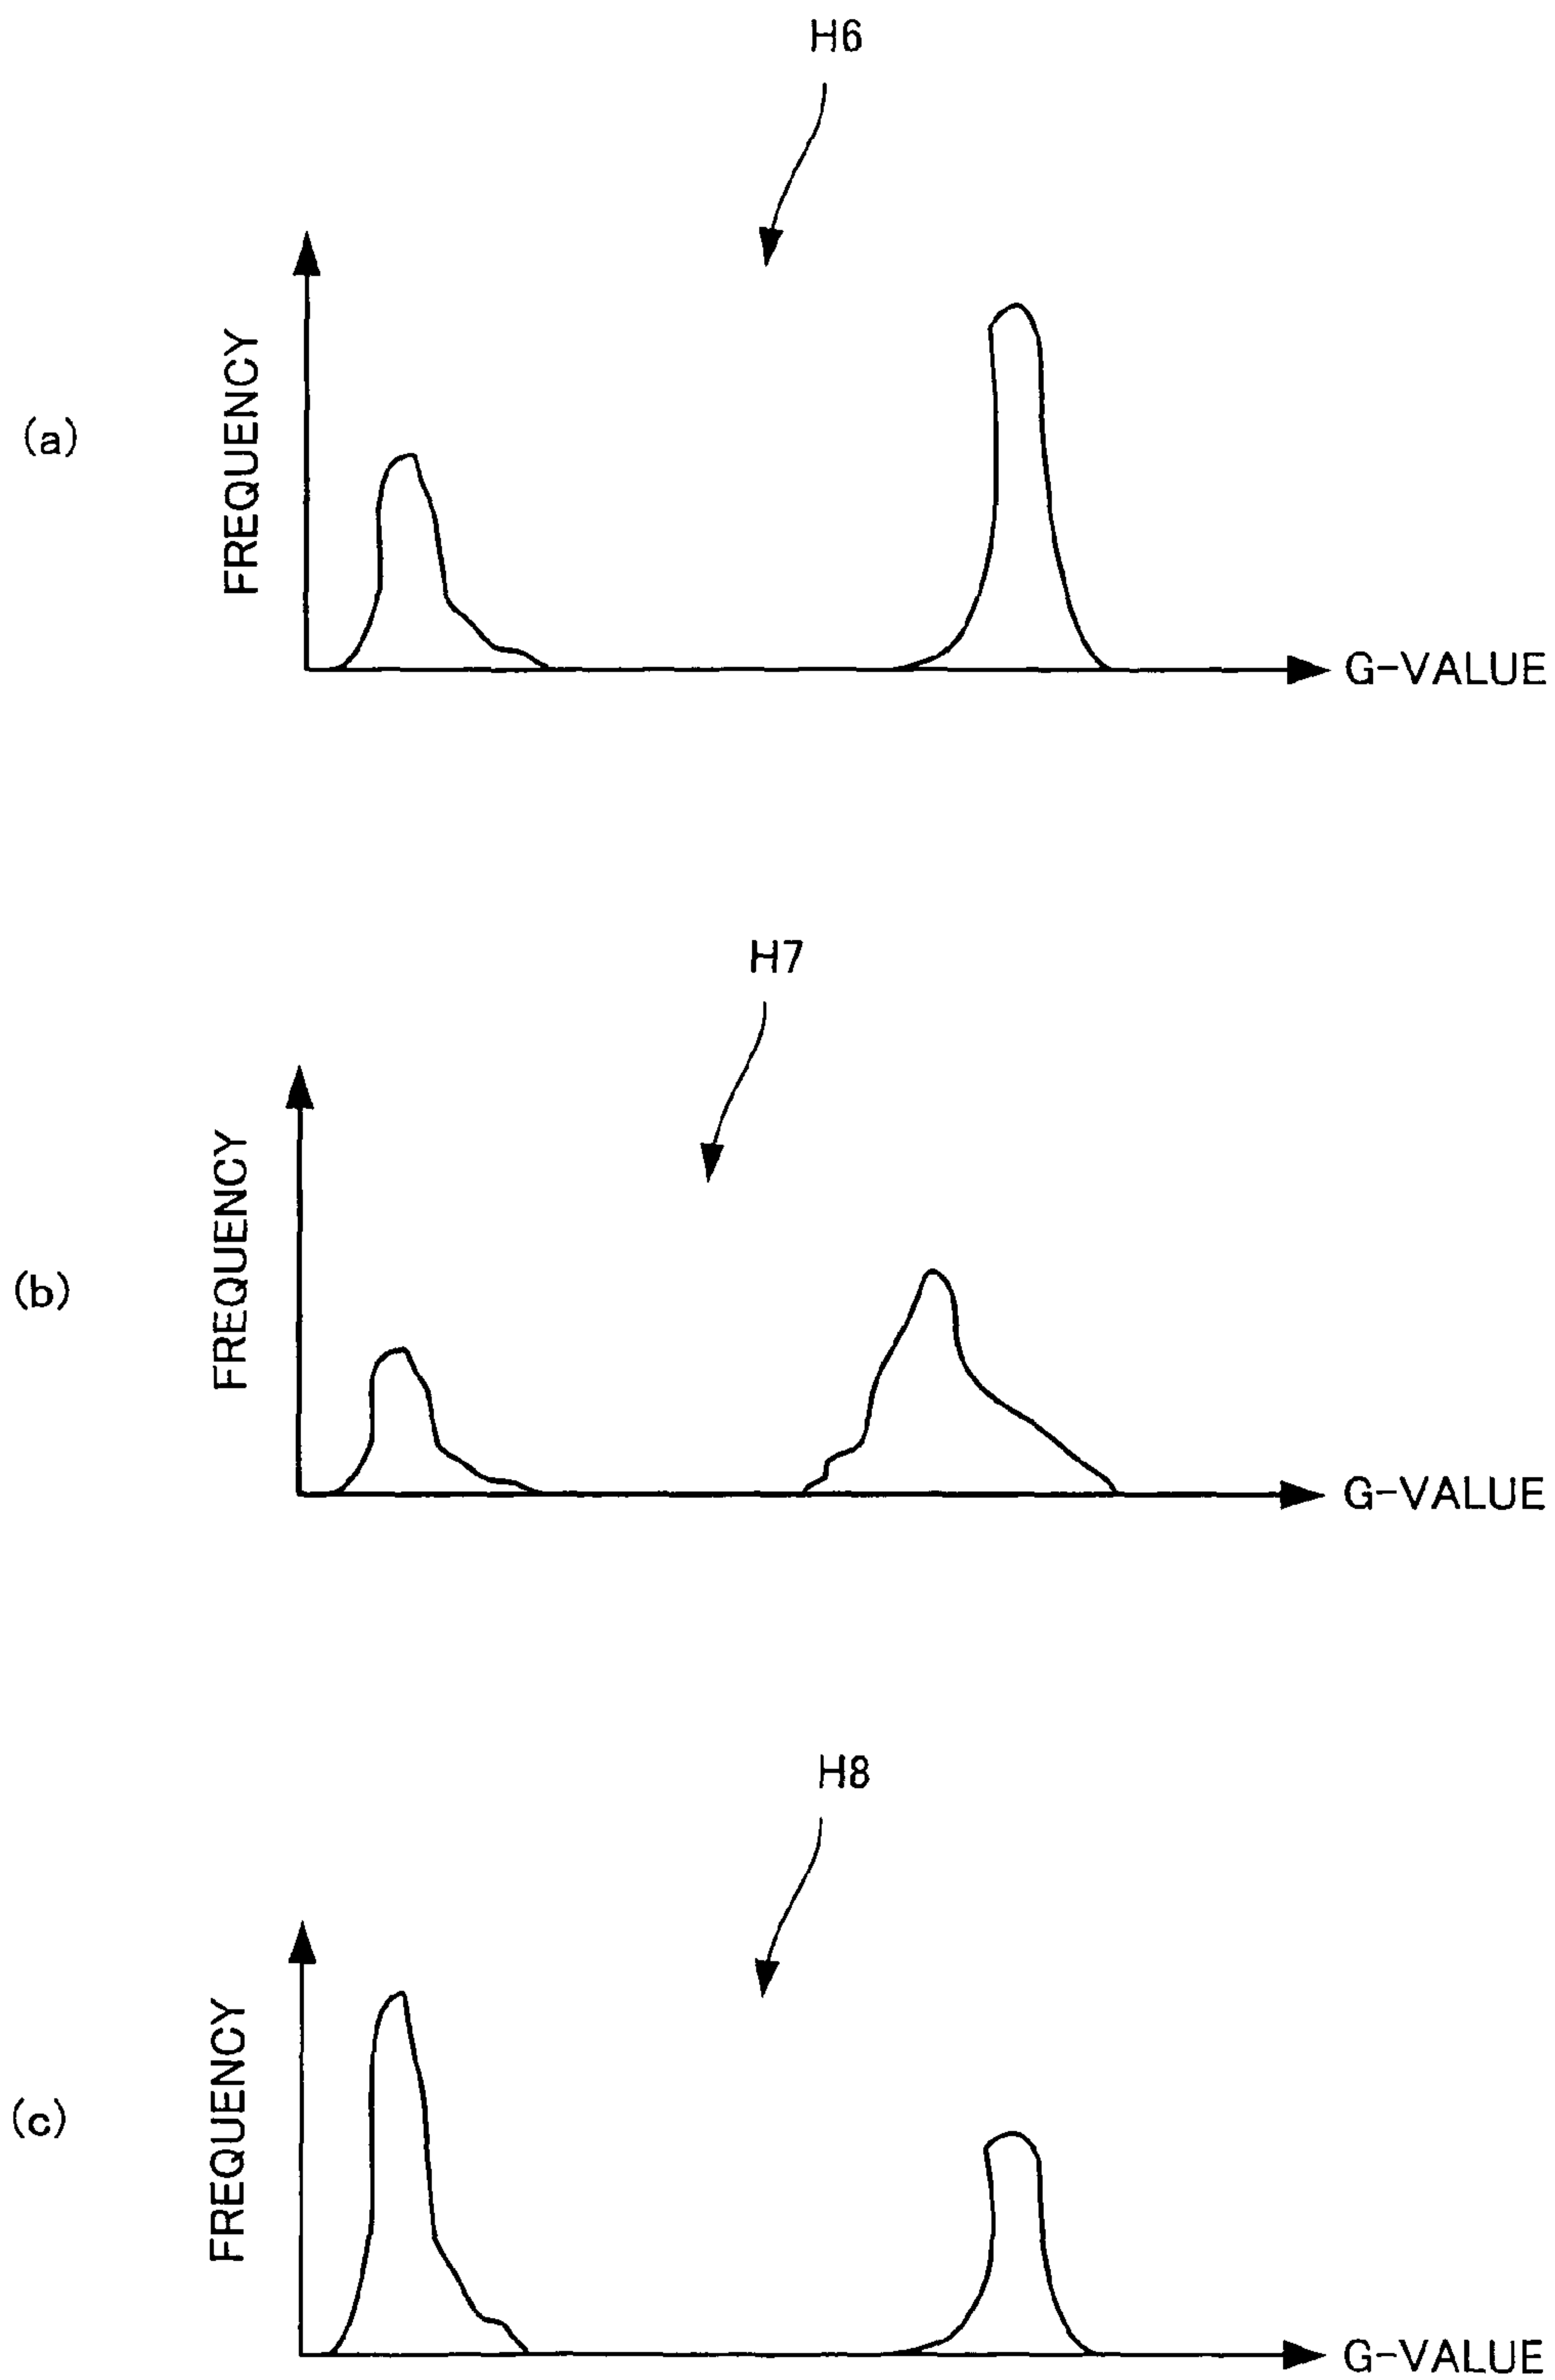 H6
(a)
FREQUENCY
G-VALUE
H7
(b)
FREQUENCY
G-VALUE
H8
(c)
FREQUENCY
G-VALUE